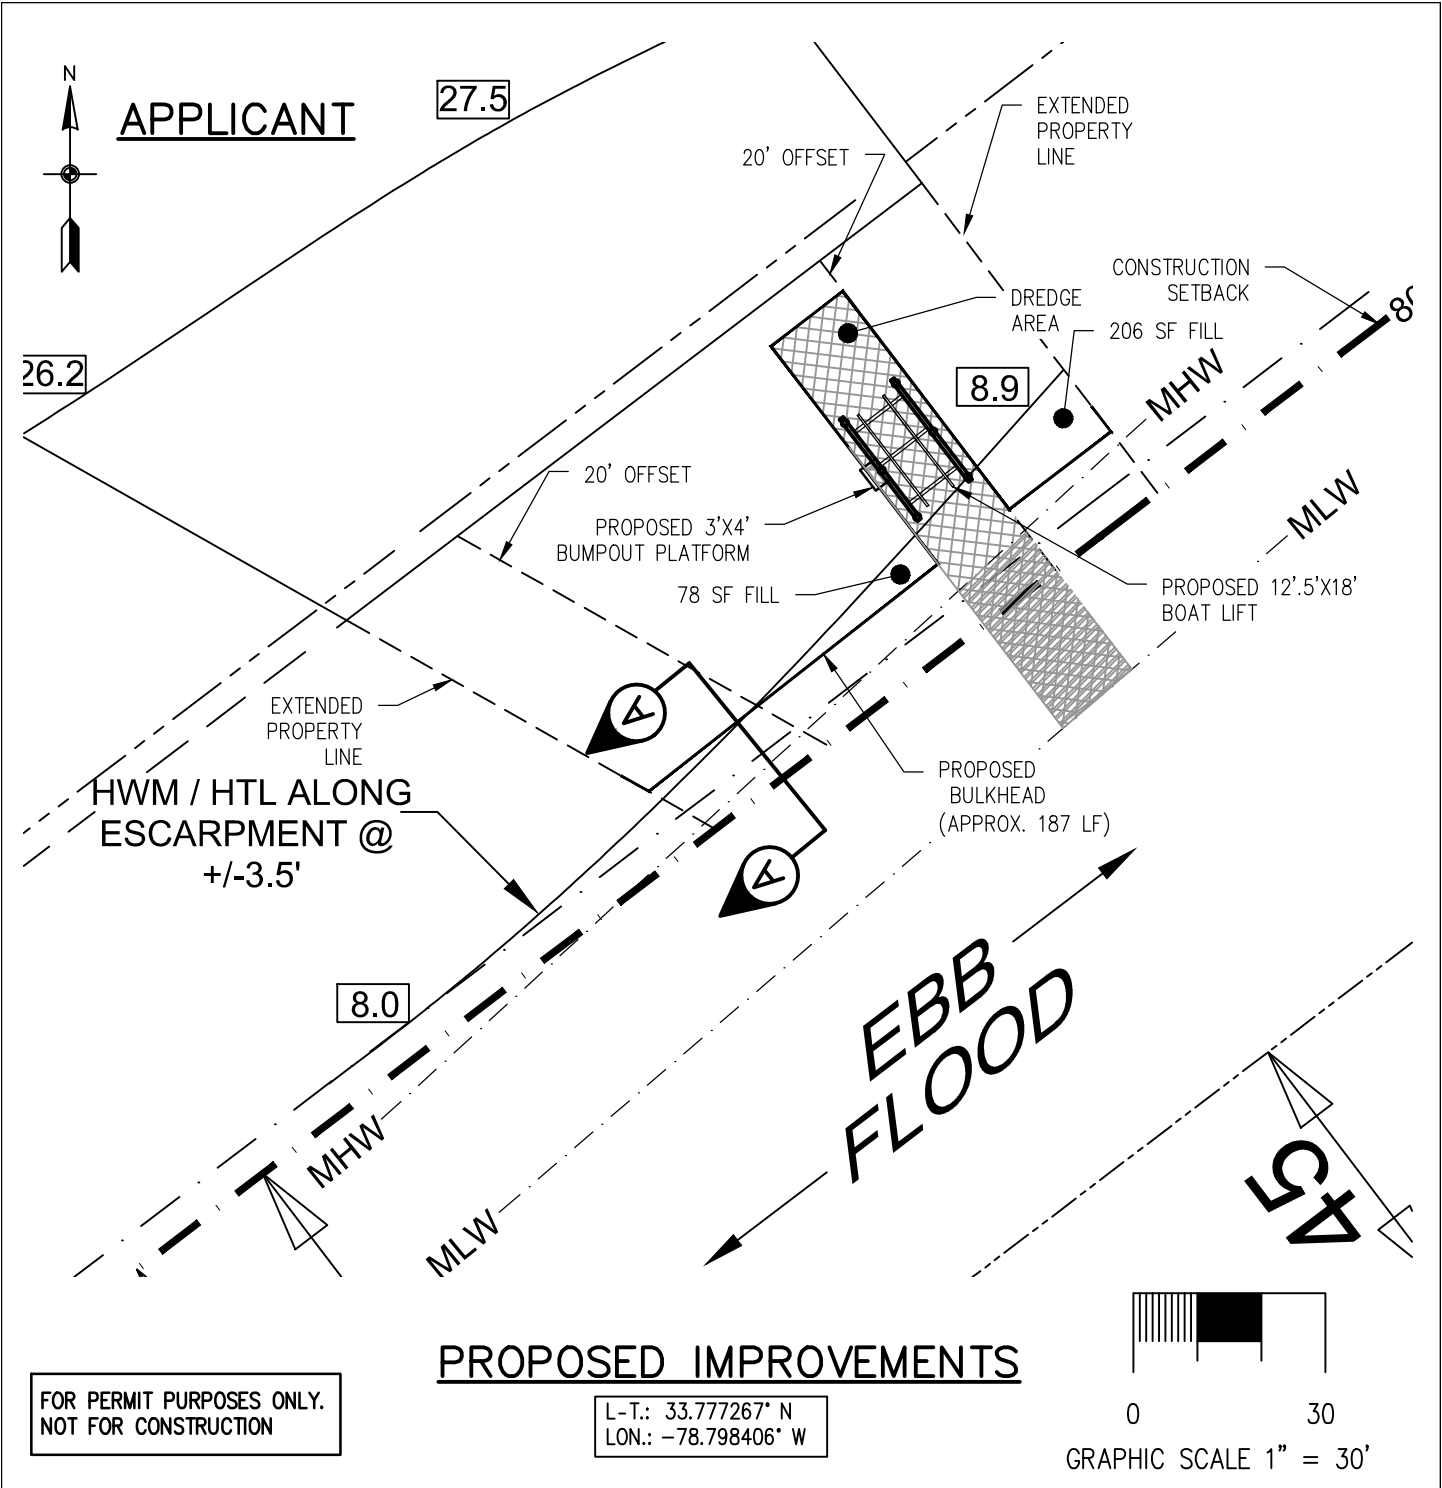 N
APPLICANT
27.5
EXTENDED
PROPERTY
LINE
20' OFFSET
CONSTRUCTION
SETBACK
DREDGE
AREA
206 SF FILL
26.2
8.9
MHW
20' OFFSET
MLW
PROPOSED 3'X4'
BUMPOUT PLATFORM
78 SF FILL
PROPOSED 12'.5'X18'
BOAT LIFT
EXTENDED
PROPERTY
LINE
A
PROPOSED
BULKHEAD
(APPROX. 187 LF)
HWM / HTL ALONG
ESCARPMENT @
+/-3.5'
A
8.0
EBB
FLOOD
MHW
MLW
45
PROPOSED IMPROVEMENTS
FOR PERMIT PURPOSES ONLY.
NOT FOR CONSTRUCTION
L-T.: 33.777267° N
LON.: -78.798406° W
0 30
GRAPHIC SCALE 1" = 30'